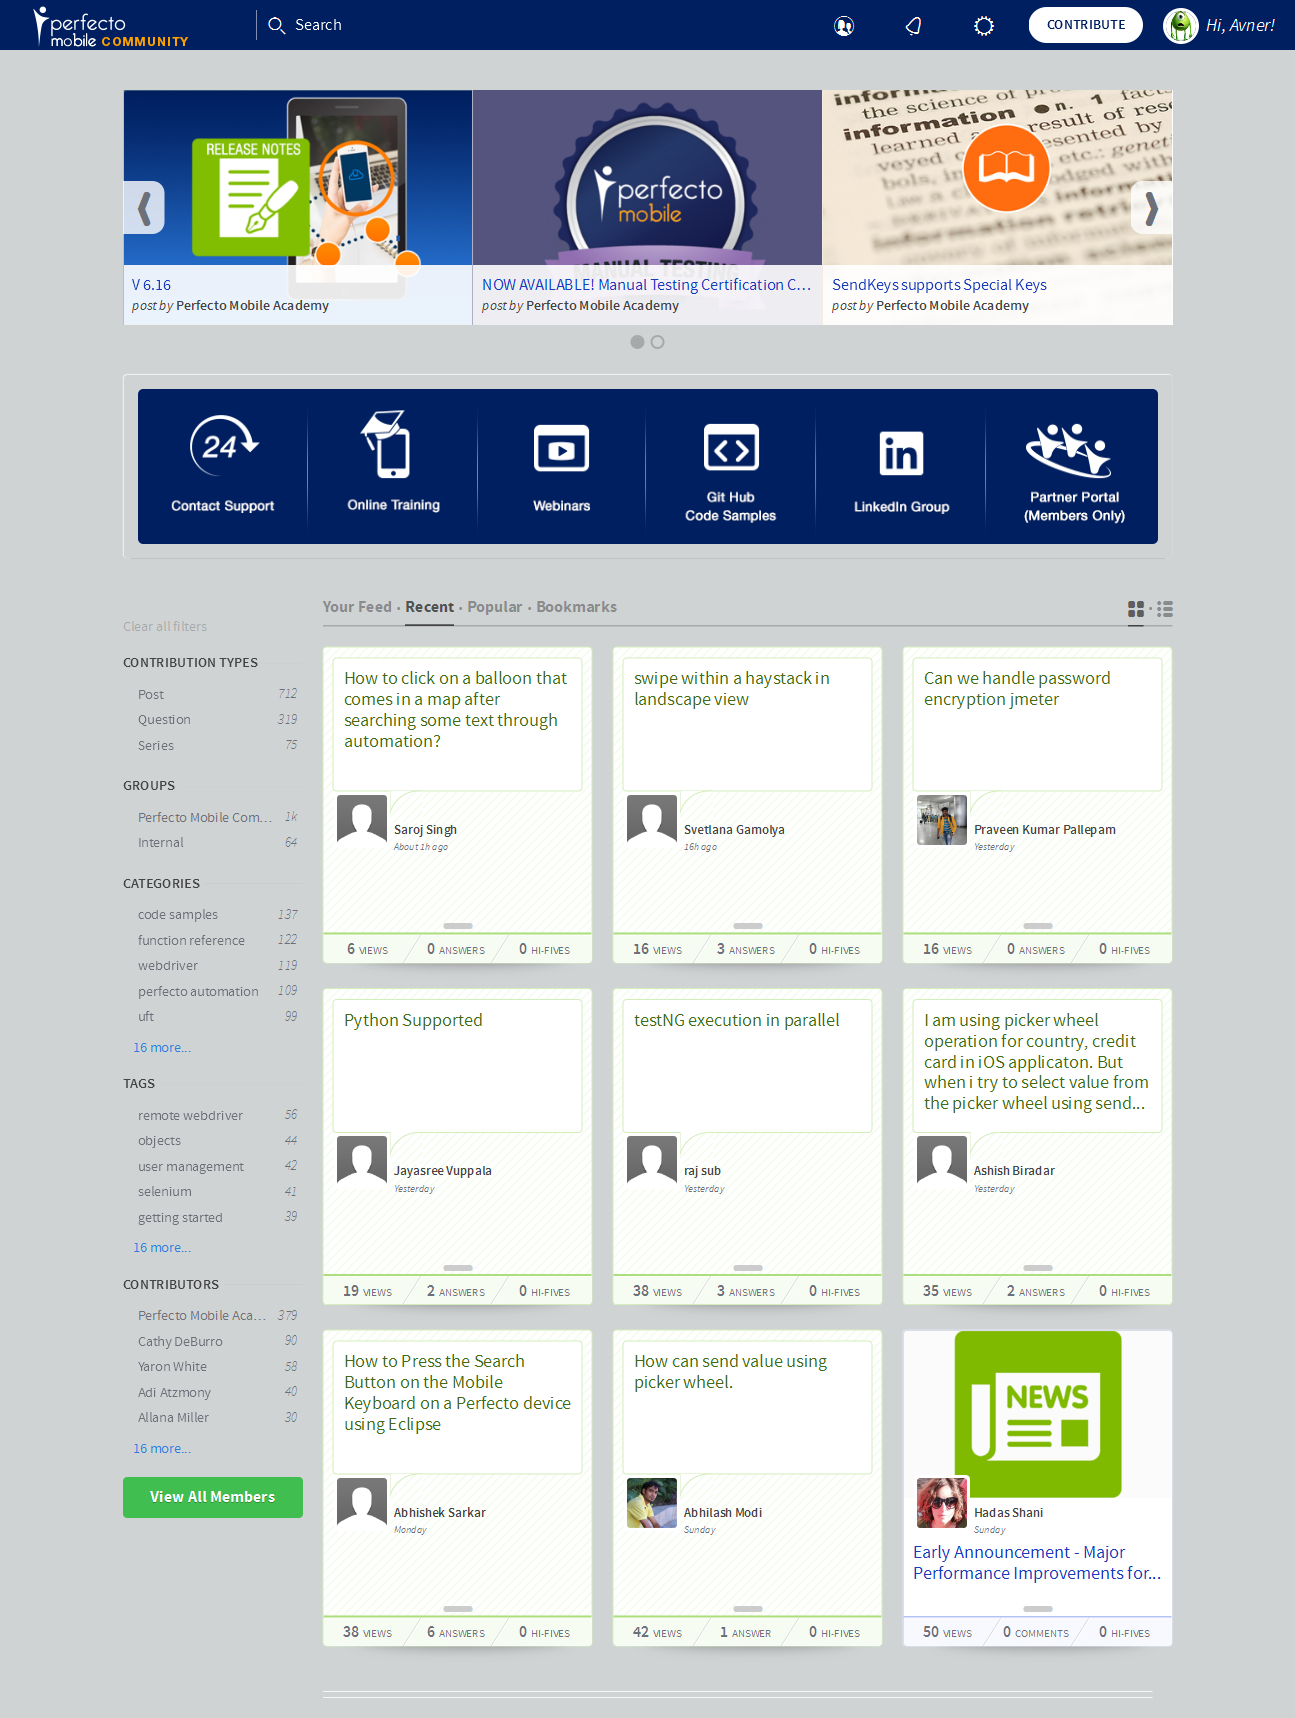 perfecto
mobile COMMUNITY
Search
CONTRIBUTE
Hi, Avner!
RELEASE NOTES
V 6.16
post by Perfecto Mobile Academy
perfecto
mobile
MANUAL TESTING
NOW AVAILABLE! Manual Testing Certification C...
post by Perfecto Mobile Academy
the science of
information n. 1
result of
SendKeys supports Special Keys
post by Perfecto Mobile Academy
24
Contact Support
Online Training
Webinars
Git Hub
Code Samples
in
LinkedIn Group
Partner Portal
(Members Only)
Clear all filters
CONTRIBUTION TYPES
Post 712
Question 319
Series 75
GROUPS
Perfecto Mobile Com... 1k
Internal 64
CATEGORIES
code samples 137
function reference 122
webdriver 119
perfecto automation 109
uft 99
16 more...
TAGS
remote webdriver 56
objects 44
user management 42
selenium 41
getting started 39
16 more...
CONTRIBUTORS
Perfecto Mobile Aca... 379
Cathy DeBurro 90
Yaron White 58
Adi Atzmony 40
Allana Miller 30
16 more...
View All Members
Your Feed • Recent • Popular • Bookmarks
How to click on a balloon that
comes in a map after
searching some text through
automation?
Saroj Singh
About 1h ago
6 VIEWS 0 ANSWERS 0 HI-FIVES
swipe within a haystack in
landscape view
Svetlana Gamolya
16h ago
16 VIEWS 3 ANSWERS 0 HI-FIVES
Can we handle password
encryption jmeter
Praveen Kumar Pallepam
Yesterday
16 VIEWS 0 ANSWERS 0 HI-FIVES
Python Supported
Jayasree Vuppala
Yesterday
19 VIEWS 2 ANSWERS 0 HI-FIVES
testNG execution in parallel
raj sub
Yesterday
38 VIEWS 3 ANSWERS 0 HI-FIVES
I am using picker wheel
operation for country, credit
card in iOS applicaton. But
when i try to select value from
the picker wheel using send...
Ashish Biradar
Yesterday
35 VIEWS 2 ANSWERS 0 HI-FIVES
How to Press the Search
Button on the Mobile
Keyboard on a Perfecto device
using Eclipse
Abhishek Sarkar
Monday
38 VIEWS 6 ANSWERS 0 HI-FIVES
How can send value using
picker wheel.
Abhilash Modi
Sunday
42 VIEWS 1 ANSWER 0 HI-FIVES
NEWS
Hadas Shani
Sunday
Early Announcement - Major
Performance Improvements for...
50 VIEWS 0 COMMENTS 0 HI-FIVES